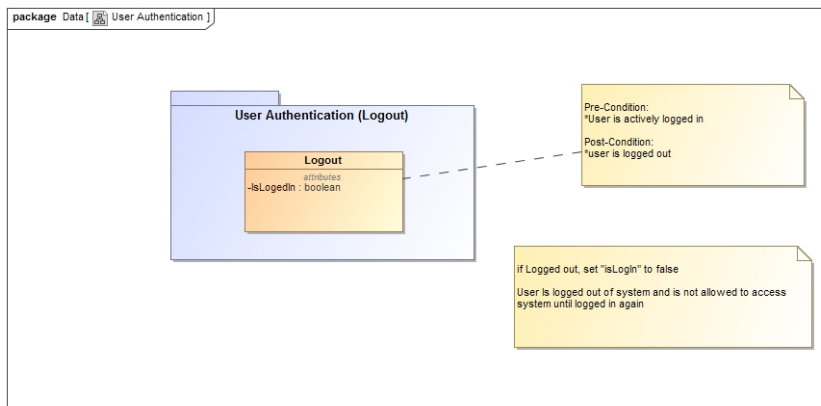 package Data [ User Authentication ]
User Authentication (Logout)
Logout
attributes
-IsLogedIn : boolean
Pre-Condition:
*User is actively logged in
Post-Condition:
*user is logged out
if Logged out, set "isLogIn" to false
User Is logged out of system and is not allowed to access
system until logged in again